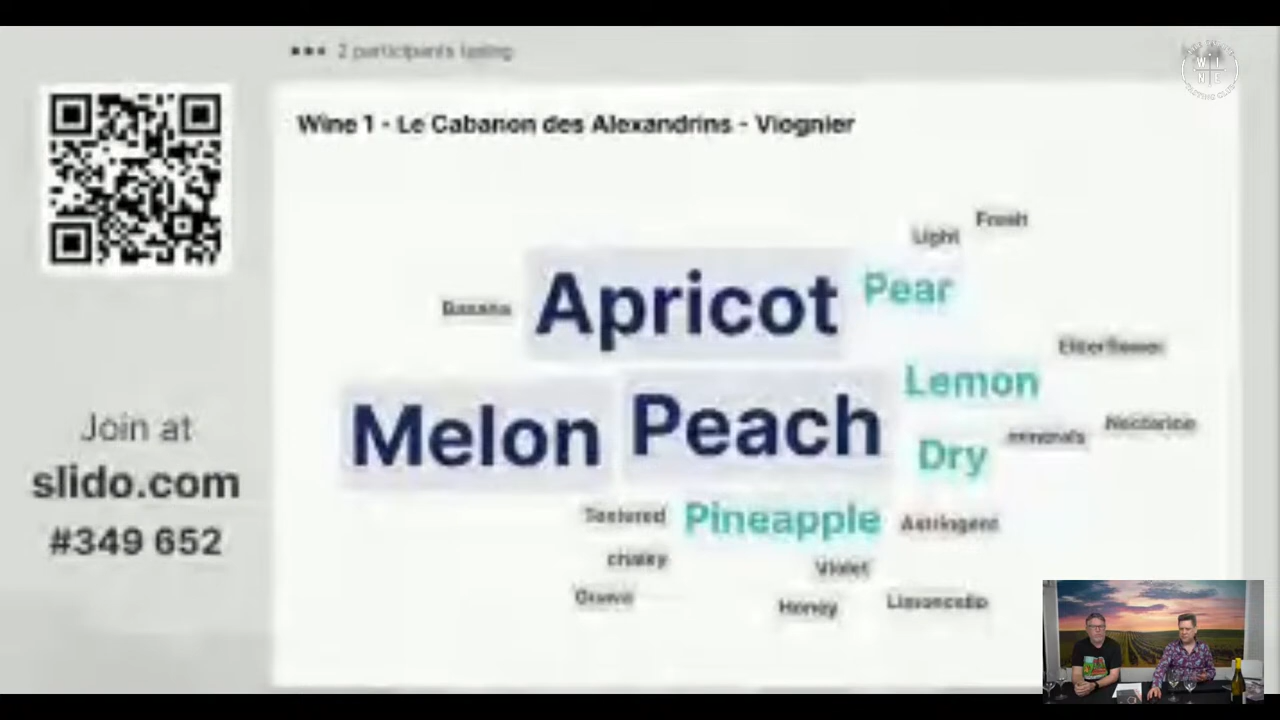 2 participants typing
Wine 1 - Le Cabanon des Alexandrins - Viognier
Join at
slido.com
#349 652
Fresh
Light
Banana
Apricot
Pear
Elderflower
Lemon
Melon
Peach
Nectarine
minerals
Dry
Textured
Pineapple
Astringent
chalky
Violet
Honey
Limoncello
WINE